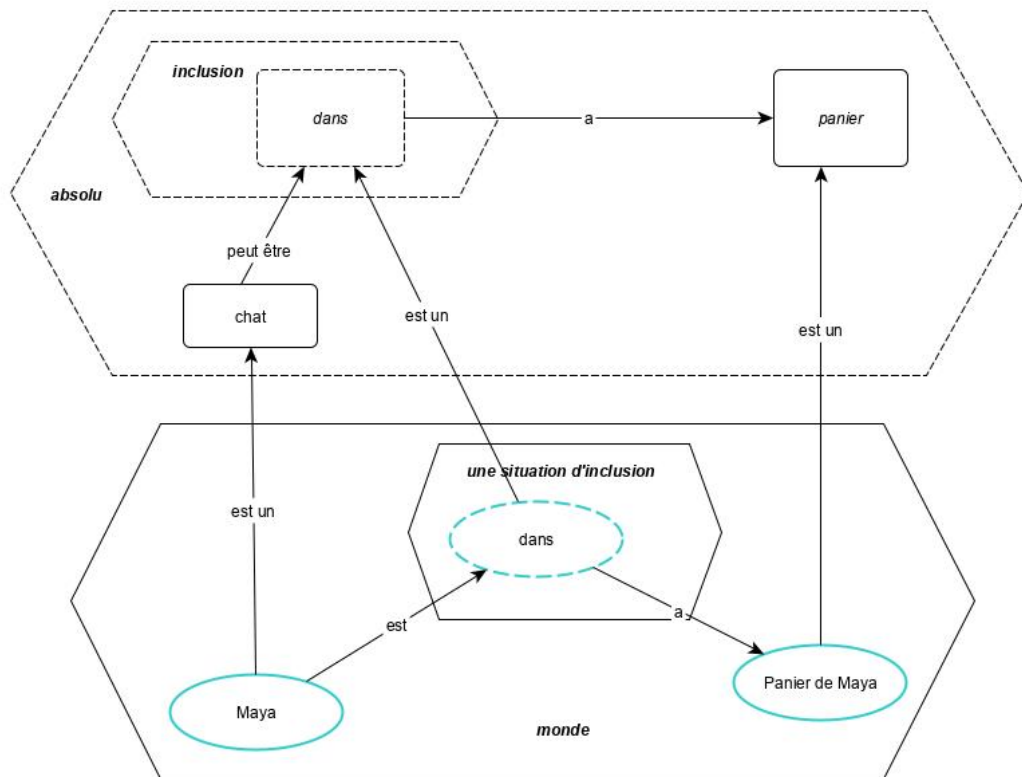 inclusion
dans
a
panier
absolu
peut être
chat
est un
est un
une situation d'inclusion
est un
dans
est
a
Maya
Panier de Maya
monde